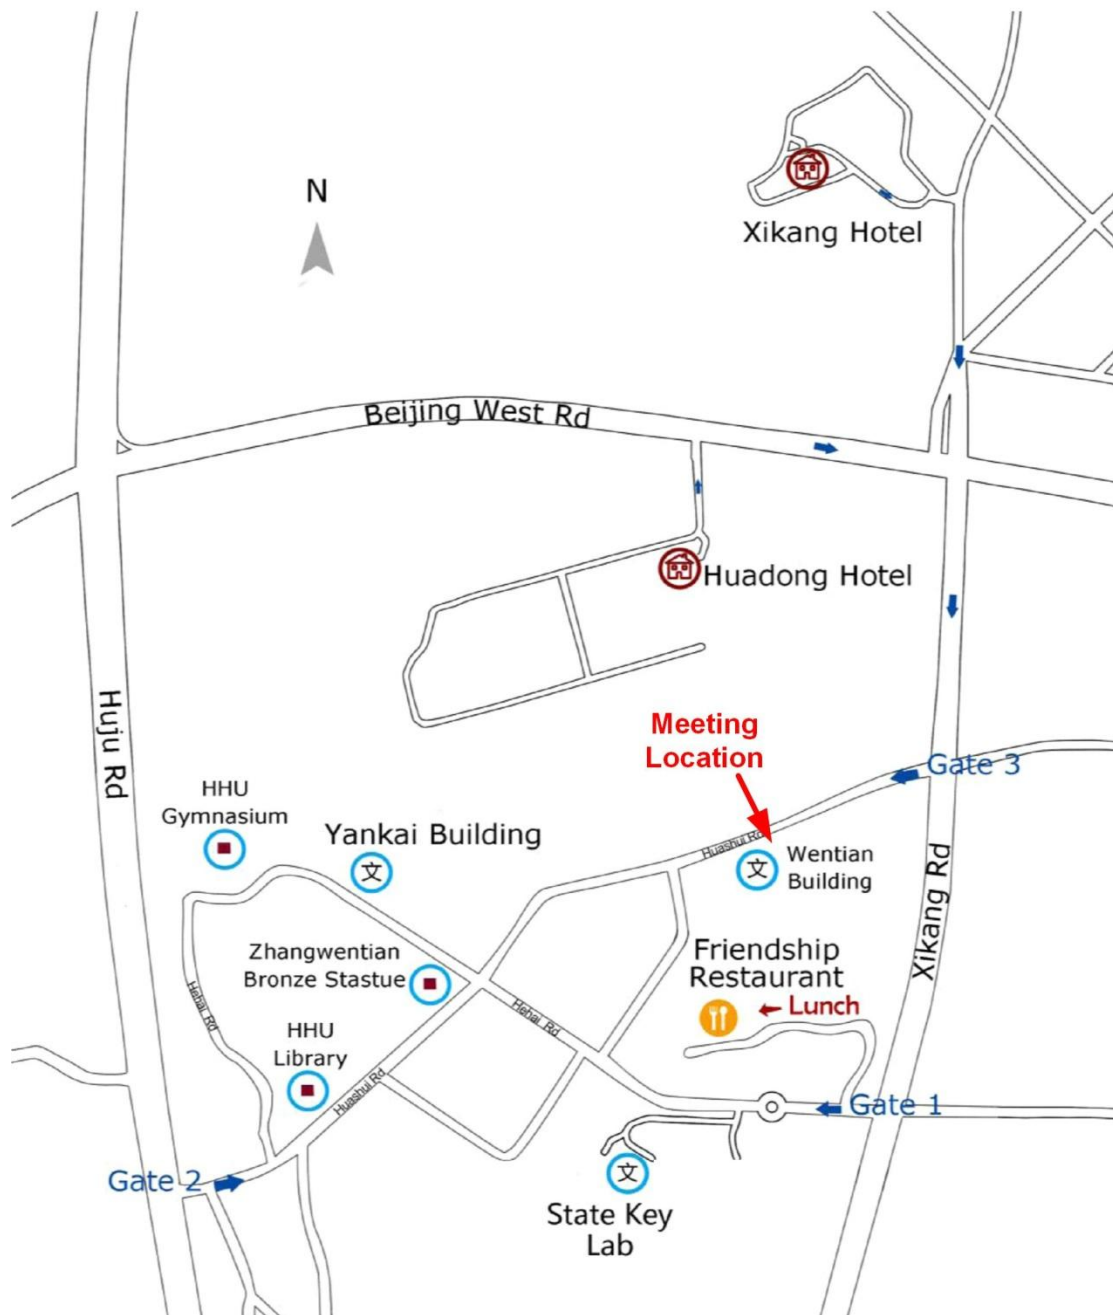 N
Xikang Hotel
Beijing West Rd
Huadong Hotel
Huju Rd
Meeting
Location
Gate 3
HHU
Gymnasium
Yankai Building
文
Huashui Rd
文
Wentian
Building
Xikang Rd
Zhangwentian
Bronze Stastue
Friendship
Restaurant
Lunch
Hehai Rd
Hehai Rd
HHU
Library
Huashui Rd
Gate 1
Gate 2
文
State Key
Lab